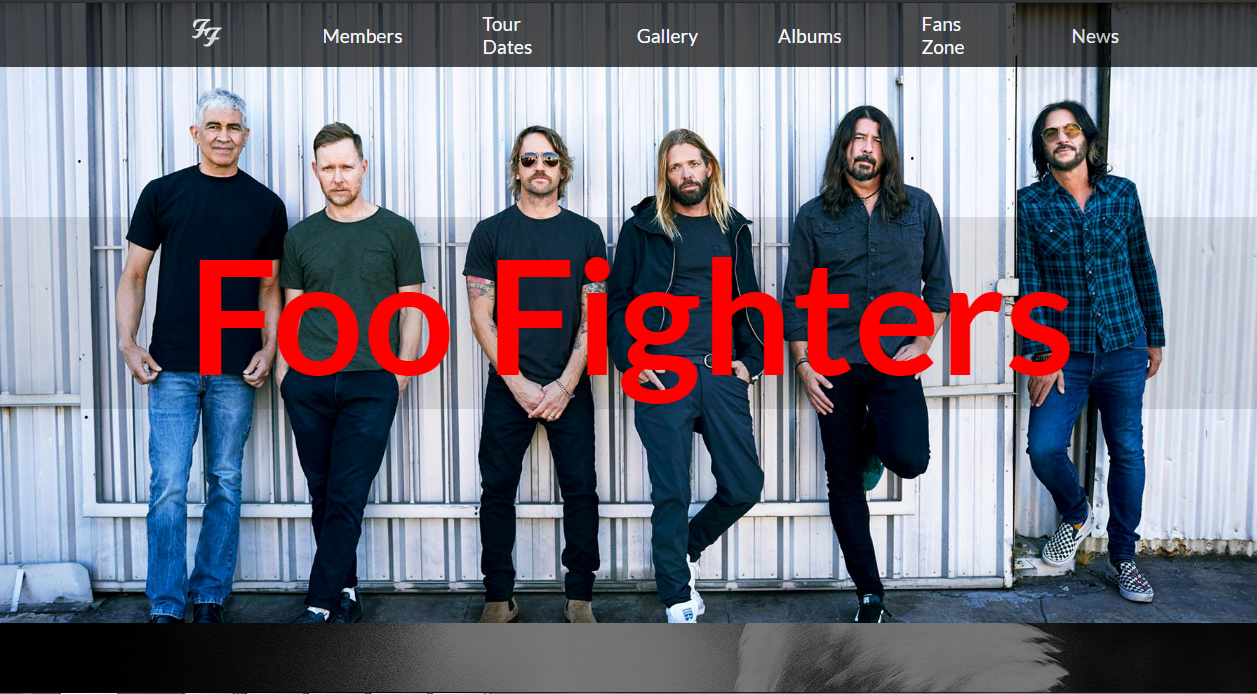 FF
Members
Tour
Dates
Gallery
Albums
Fans
Zone
News
Foo Fighters